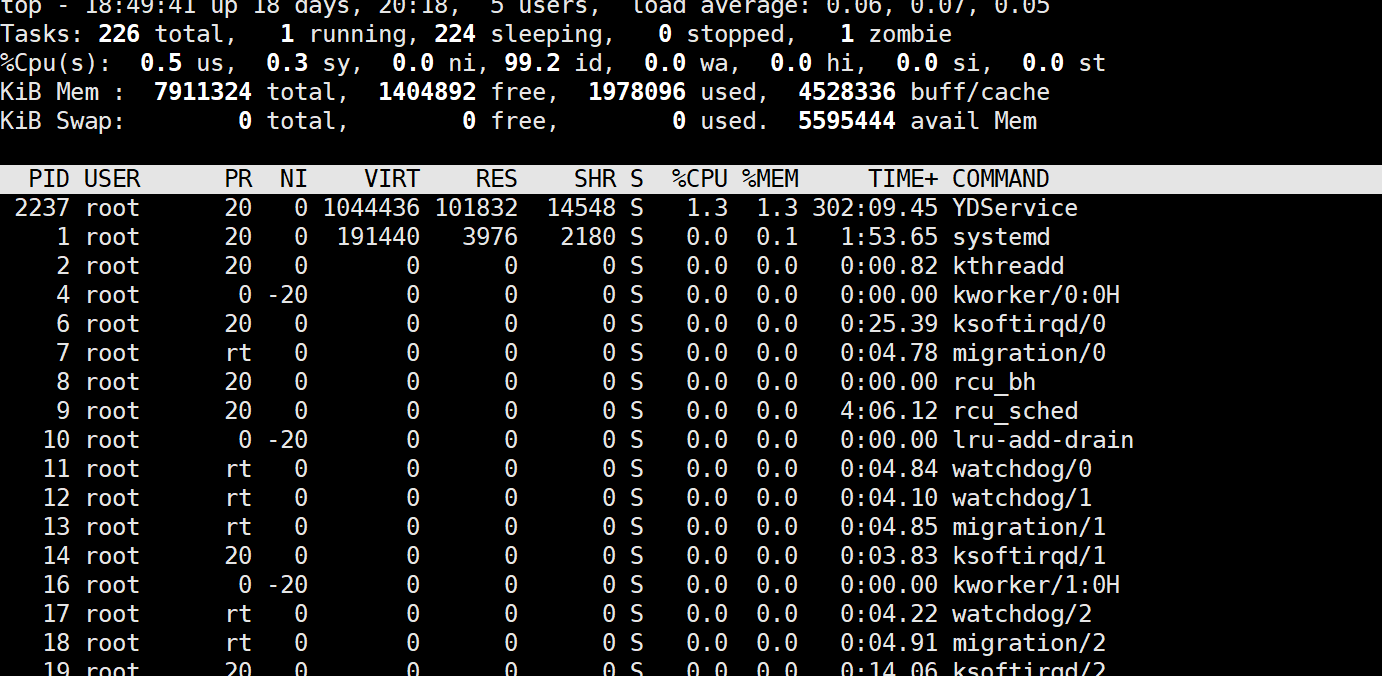 top - 18:49:41 up 18 days, 20:18,  5 users,  load average: 0.06, 0.07, 0.05
Tasks: 226 total,   1 running, 224 sleeping,   0 stopped,   1 zombie
%Cpu(s):  0.5 us,  0.3 sy,  0.0 ni, 99.2 id,  0.0 wa,  0.0 hi,  0.0 si,  0.0 st
KiB Mem :  7911324 total,  1404892 free,  1978096 used,  4528336 buff/cache
KiB Swap:        0 total,        0 free,        0 used.  5595444 avail Mem
  PID USER      PR  NI    VIRT    RES    SHR S  %CPU %MEM     TIME+ COMMAND
 2237 root      20   0 1044436 101832  14548 S   1.3  1.3 302:09.45 YDService
    1 root      20   0  191440   3976   2180 S   0.0  0.1   1:53.65 systemd
    2 root      20   0       0      0      0 S   0.0  0.0   0:00.82 kthreadd
    4 root       0 -20       0      0      0 S   0.0  0.0   0:00.00 kworker/0:0H
    6 root      20   0       0      0      0 S   0.0  0.0   0:25.39 ksoftirqd/0
    7 root      rt   0       0      0      0 S   0.0  0.0   0:04.78 migration/0
    8 root      20   0       0      0      0 S   0.0  0.0   0:00.00 rcu_bh
    9 root      20   0       0      0      0 S   0.0  0.0   4:06.12 rcu_sched
   10 root       0 -20       0      0      0 S   0.0  0.0   0:00.00 lru-add-drain
   11 root      rt   0       0      0      0 S   0.0  0.0   0:04.84 watchdog/0
   12 root      rt   0       0      0      0 S   0.0  0.0   0:04.10 watchdog/1
   13 root      rt   0       0      0      0 S   0.0  0.0   0:04.85 migration/1
   14 root      20   0       0      0      0 S   0.0  0.0   0:03.83 ksoftirqd/1
   16 root       0 -20       0      0      0 S   0.0  0.0   0:00.00 kworker/1:0H
   17 root      rt   0       0      0      0 S   0.0  0.0   0:04.22 watchdog/2
   18 root      rt   0       0      0      0 S   0.0  0.0   0:04.91 migration/2
   19 root      20   0       0      0      0 S   0.0  0.0   0:14.06 ksoftirqd/2